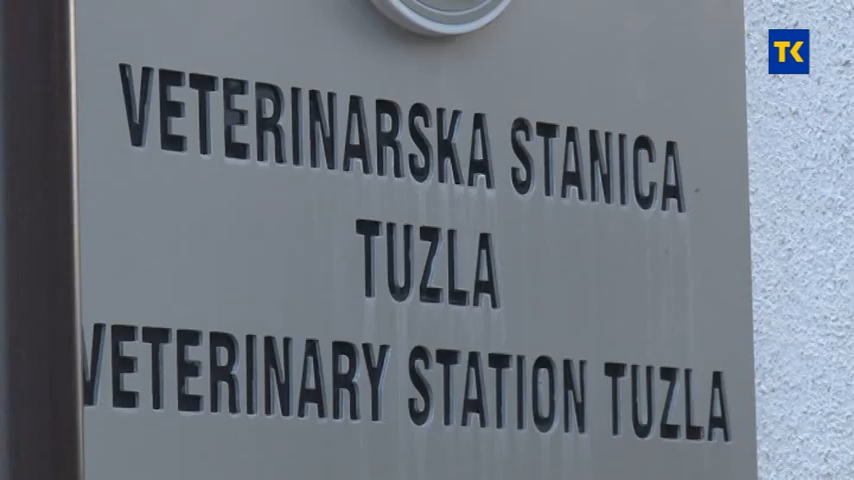 TK
VETERINARSKA STANICA
TUZLA
VETERINARY STATION TUZLA